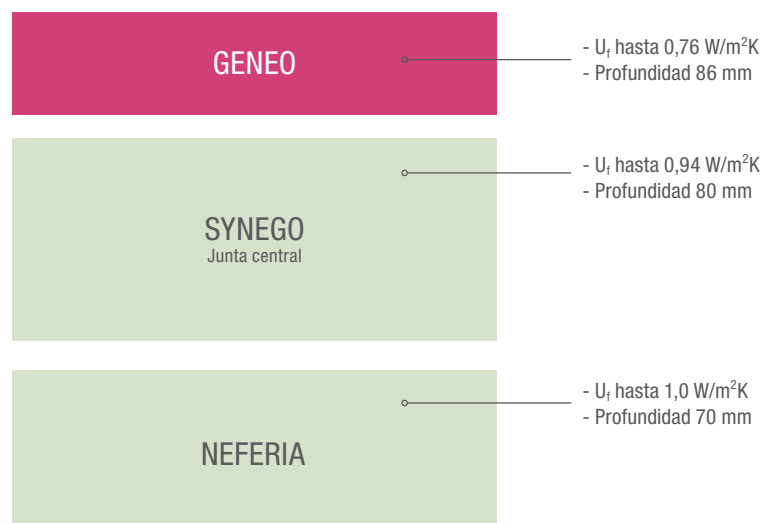 GENEO
- Uf hasta 0,76 W/m²K
- Profundidad 86 mm
SYNEGO
Junta central
- Uf hasta 0,94 W/m²K
- Profundidad 80 mm
NEFERIA
- Uf hasta 1,0 W/m²K
- Profundidad 70 mm